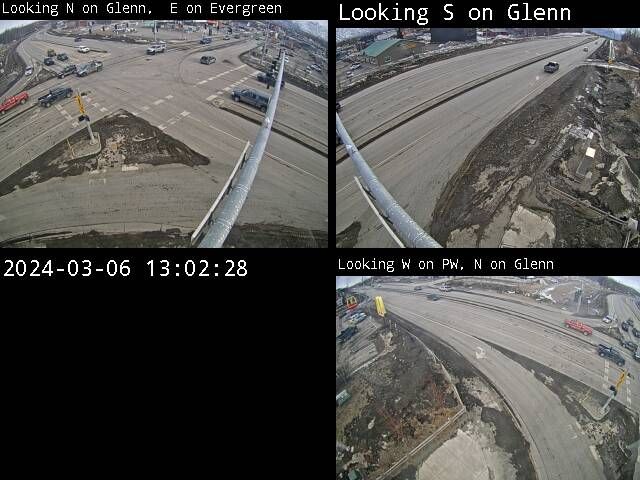 Looking N on Glenn, E on Evergreen
Looking S on Glenn
2024-03-06 13:02:28
Looking W on PW, N on Glenn